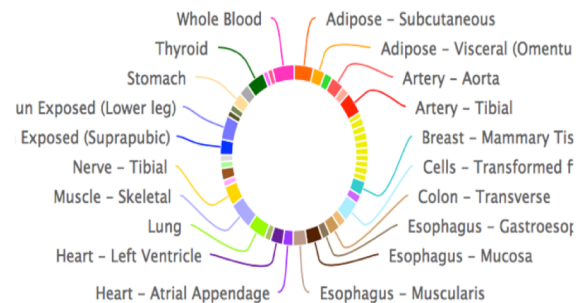 Whole Blood
Adipose – Subcutaneous
Thyroid
Adipose – Visceral (Omentu
Stomach
Artery – Aorta
un Exposed (Lower leg)
Artery – Tibial
Exposed (Suprapubic)
Breast – Mammary Tis
Nerve – Tibial
Cells – Transformed f
Muscle – Skeletal
Colon – Transverse
Lung
Esophagus – Gastroesop
Heart – Left Ventricle
Esophagus – Mucosa
Heart – Atrial Appendage
Esophagus – Muscularis